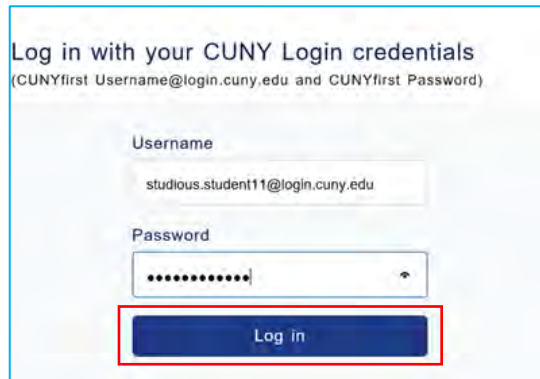 Log in with your CUNY Login credentials
(CUNYfirst Username@login.cuny.edu and CUNYfirst Password)
Username
studious.student11@login.cuny.edu
Password
••••••••••••
Log in